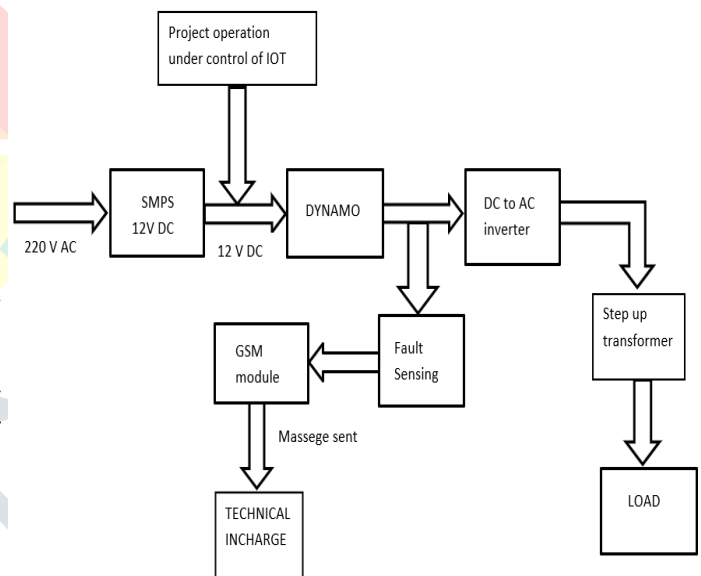 Project operation
under control of IOT
SMPS
12V DC
220 V AC
12 V DC
DYNAMO
DC to AC
inverter
Step up
transformer
GSM
module
Fault
Sensing
Massege sent
TECHNICAL
INCHARGE
LOAD